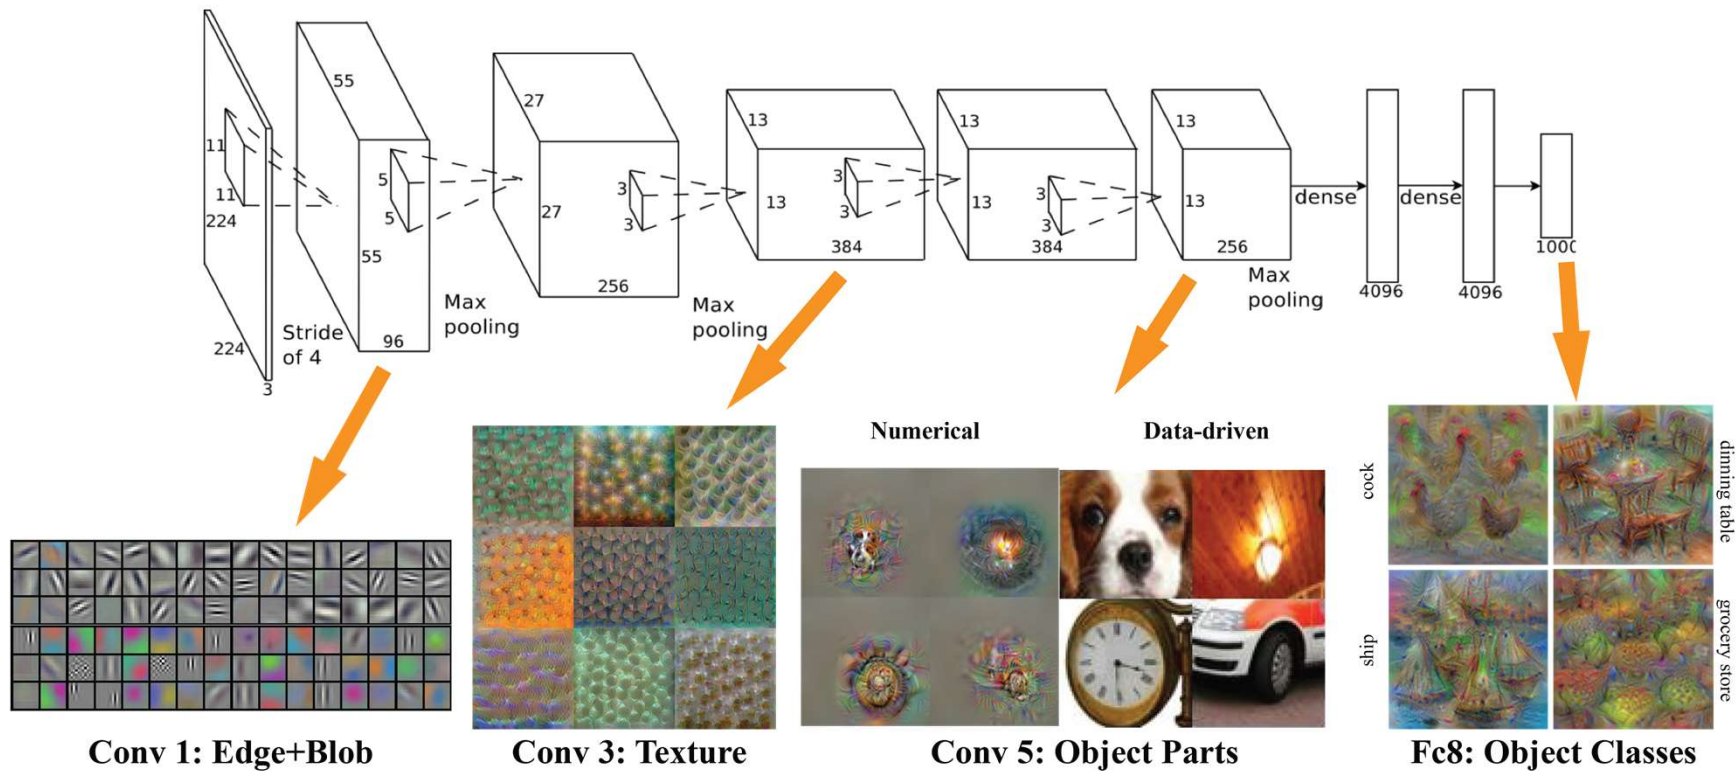 55
27
13
13
13
11
11
224
5
5
3
3
3
3
3
3
55
27
13
13
13
dense
dense
224
3
Stride
of 4
96
Max
pooling
256
Max
pooling
384
384
256
Max
pooling
4096
4096
1000
Numerical
Data-driven
cock
dinning table
ship
grocery store
Conv 1: Edge+Blob
Conv 3: Texture
Conv 5: Object Parts
Fc8: Object Classes